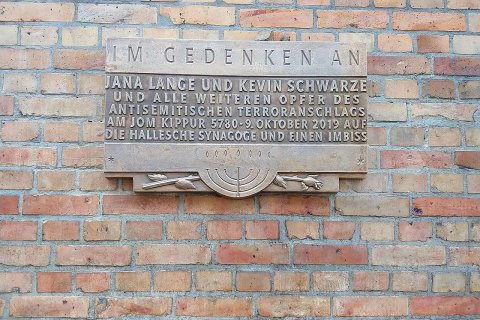 IM GEDENKEN AN
JANA LANGE UND KEVIN SCHWARZE
UND ALLE WEITEREN OPFER DES
ANTISEMITISCHEN TERRORANSCHLAGS
AM JOM KIPPUR 5780·9. OKTOBER 2019 AUF
DIE HALLESCHE SYNAGOGE UND EINEN IMBISS